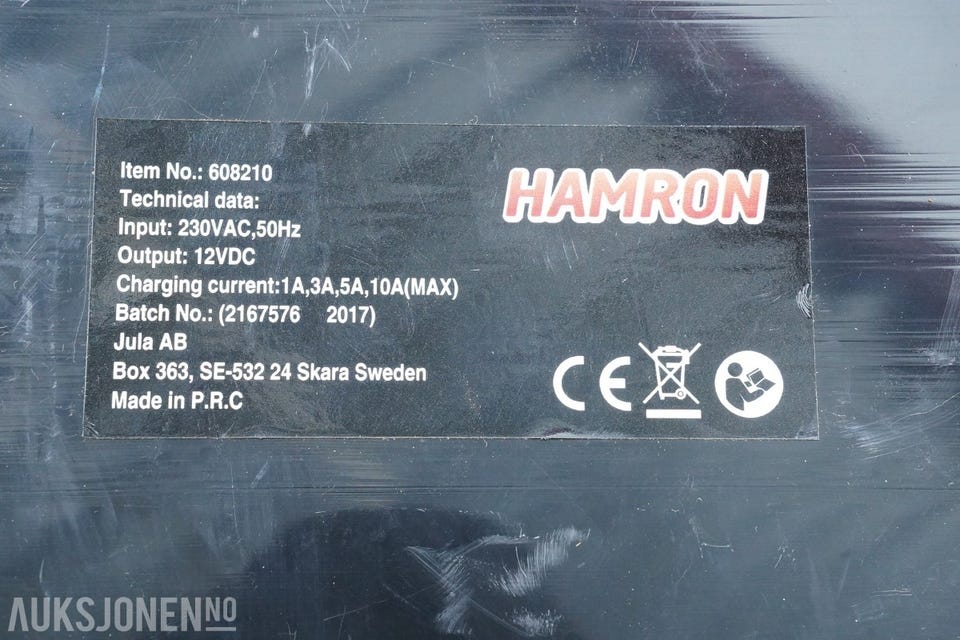 Item No.: 608210
Technical data:
Input: 230VAC,50Hz
Output: 12VDC
Charging current:1A,3A,5A,10A(MAX)
Batch No.: (2167576 2017)
Jula AB
Box 363, SE-532 24 Skara Sweden
Made in P.R.C
HAMRON
CE
AUKSJONEN.NO